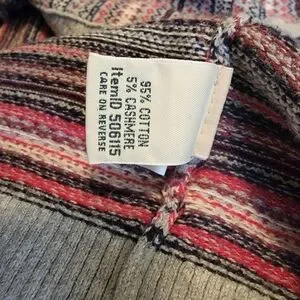 95% COTTON
5% CASHMERE
ItemID 506115
CARE ON REVERSE